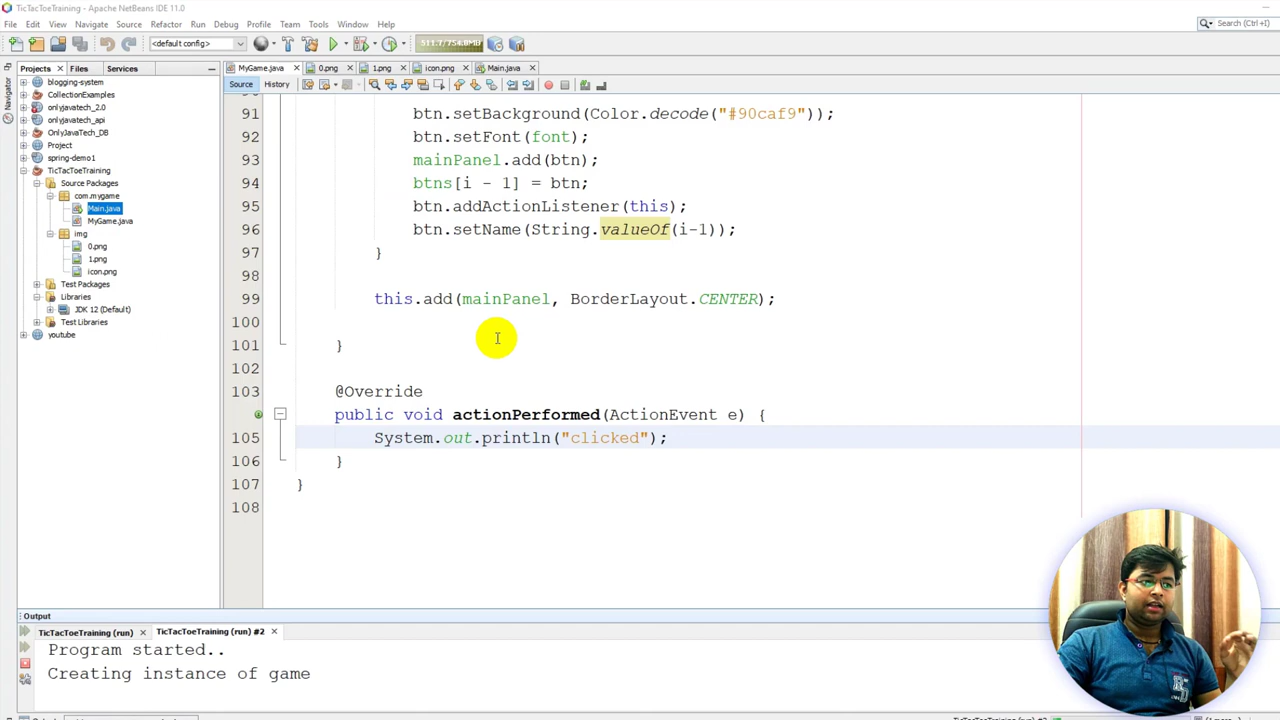 TicTacToeTraining - Apache NetBeans IDE 11.0
File Edit View Navigate Source Refactor Run Debug Profile Team Tools Window Help
Search (Ctrl+I)
<default config>
511.7/754.0MB
Projects
Files
Services
MyGame.java
0.png
1.png
icon.png
Main.java
Source
History
Navigator
blogging-system
CollectionExamples
onlyjavatech_2.0
onlyjavatech_api
OnlyJavaTech_DB
Project
spring-demo1
TicTacToeTraining
Source Packages
com.mygame
Main.java
MyGame.java
img
0.png
1.png
icon.png
Test Packages
Libraries
JDK 12 (Default)
Test Libraries
youtube
91 btn.setBackground(Color.decode("#90caf9"));
92 btn.setFont(font);
93 mainPanel.add(btn);
94 btns[i - 1] = btn;
95 btn.addActionListener(this);
96 btn.setName(String.valueOf(i-1));
97 }
98
99 this.add(mainPanel, BorderLayout.CENTER);
100
101 }
102
103 @Override
public void actionPerformed(ActionEvent e) {
105 System.out.println("clicked");
106 }
107 }
108
Output
TicTacToeTraining (run)
TicTacToeTraining (run) #2
Program started..
Creating instance of game